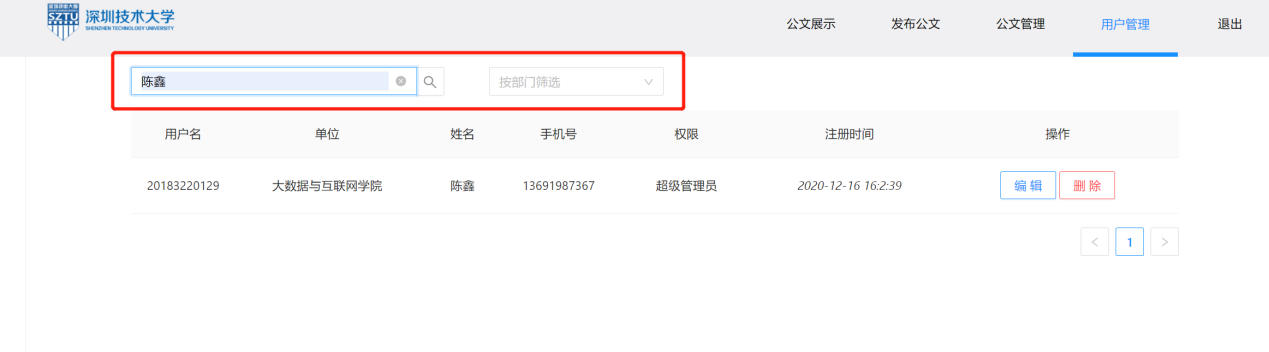 深圳技术大学
SZTU
SHENZHEN TECHNOLOGY UNIVERSITY
公文展示 发布公文 公文管理 用户管理 退出
陈鑫 按部门筛选
用户名 单位 姓名 手机号 权限 注册时间 操作
20183220129 大数据与互联网学院 陈鑫 13691987367 超级管理员 2020-12-16 16:2:39 编 辑 删 除
< 1 >